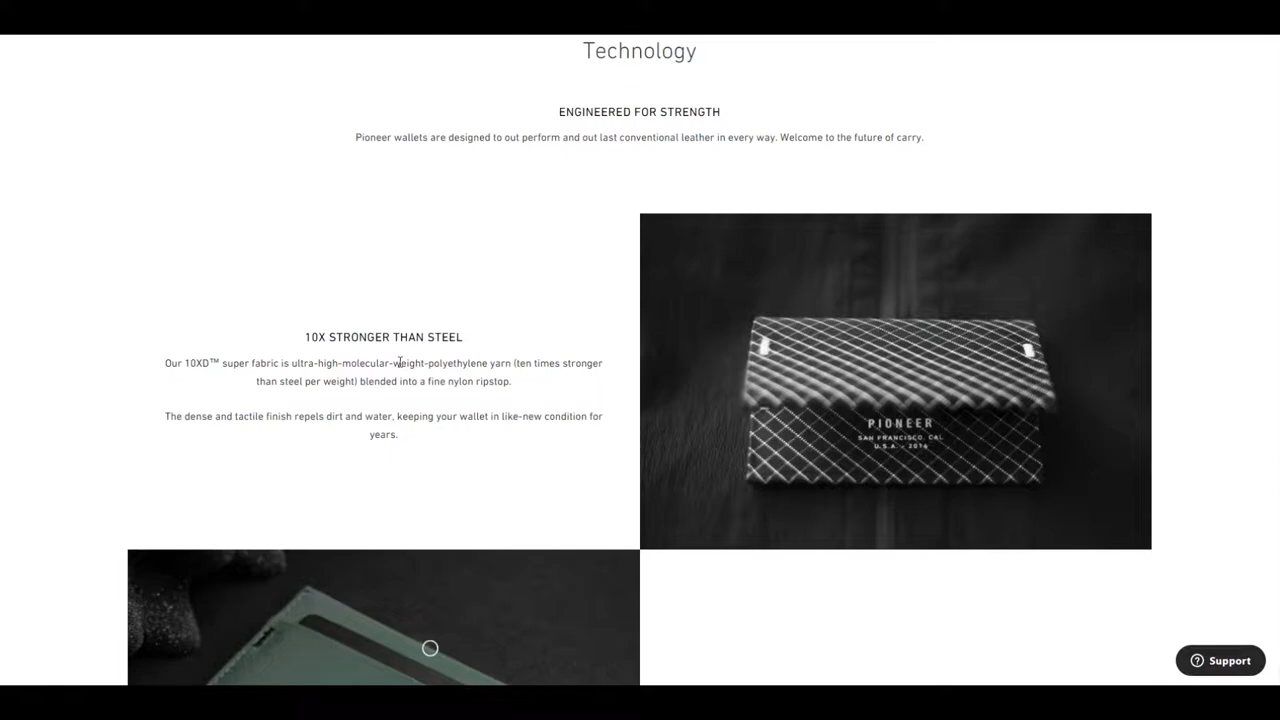 Technology
ENGINEERED FOR STRENGTH
Pioneer wallets are designed to out perform and out last conventional leather in every way. Welcome to the future of carry.
10X STRONGER THAN STEEL
Our 10XD™ super fabric is ultra-high-molecular-weight-polyethylene yarn (ten times stronger
than steel per weight) blended into a fine nylon ripstop.
The dense and tactile finish repels dirt and water, keeping your wallet in like-new condition for
years.
PIONEER
SAN FRANCISCO, CAL
U.S.A. - 2014
Support